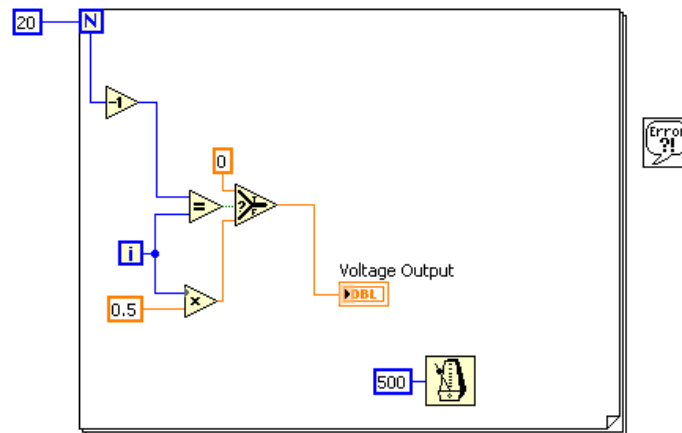 20 N
-1
Error
?!
0
= ? T
F
i
Voltage Output
0.5 x
DBL
500